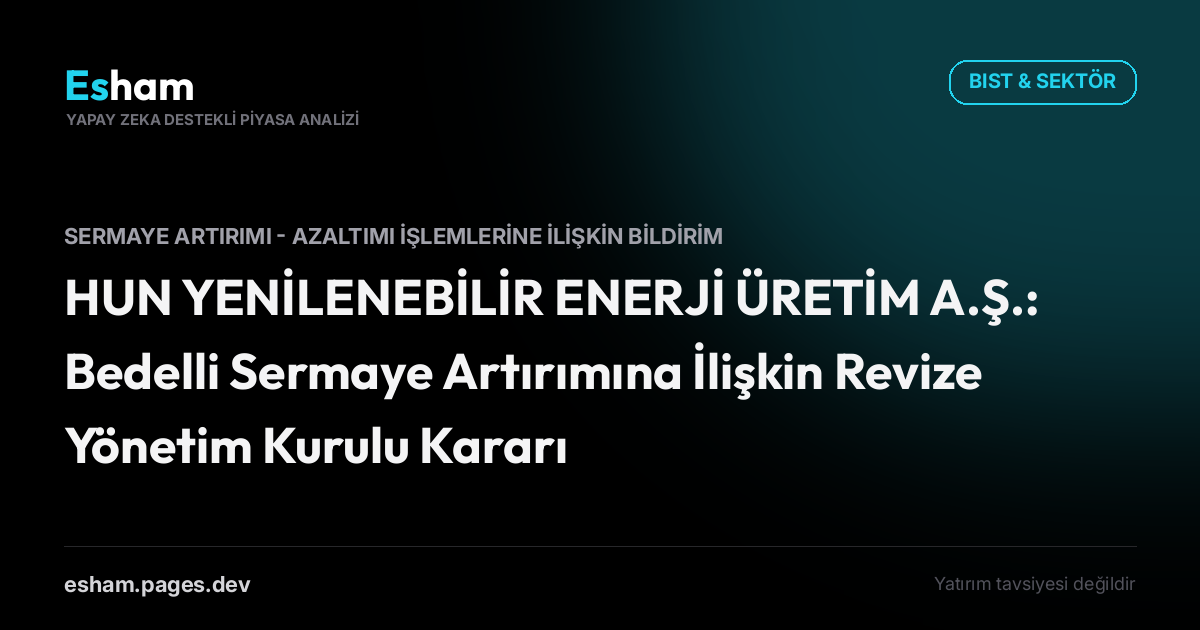 Esham
YAPAY ZEKA DESTEKLİ PİYASA ANALİZİ
BIST & SEKTÖR
SERMAYE ARTIRIMI - AZALTIMI İŞLEMLERİNE İLİŞKİN BİLDİRİM
HUN YENİLENEBİLİR ENERJİ ÜRETİM A.Ş.:
Bedelli Sermaye Artırımına İlişkin Revize
Yönetim Kurulu Kararı
esham.pages.dev
Yatırım tavsiyesi değildir